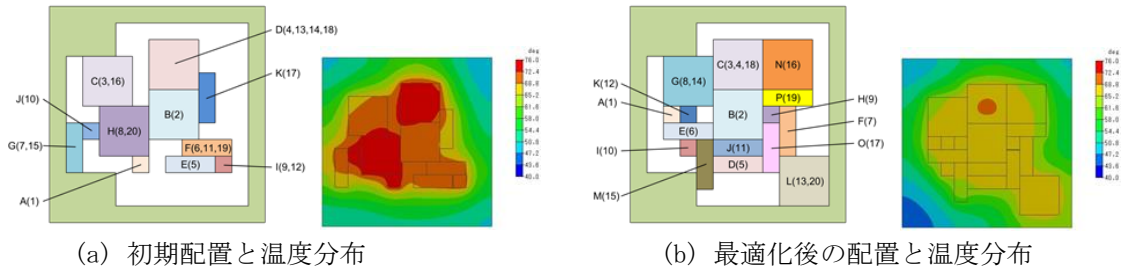 D(4,13,14,18)
C(3,16)
K(17)
J(10)
B(2)
H(8,20)
G(7,15)
F(6,11,19)
E(5)
I(9,12)
A(1)
deg
76.0
72.4
68.8
65.2
61.6
58.0
54.4
50.8
47.2
43.6
40.0
(a) 初期配置と温度分布
C(3,4,18)
N(16)
G(8,14)
K(12)
P(19)
A(1)
H(9)
B(2)
F(7)
E(6)
I(10)
J(11)
O(17)
D(5)
M(15)
L(13,20)
deg
76.0
72.4
68.8
65.2
61.6
58.0
54.4
50.8
47.2
43.6
40.0
(b) 最適化後の配置と温度分布